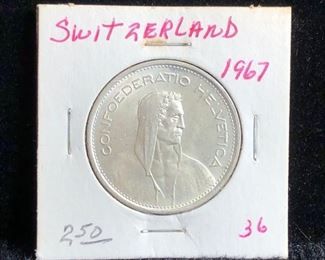 SWITZERLAND
1967
CONFOEDERATIO HELVETICA
250
36